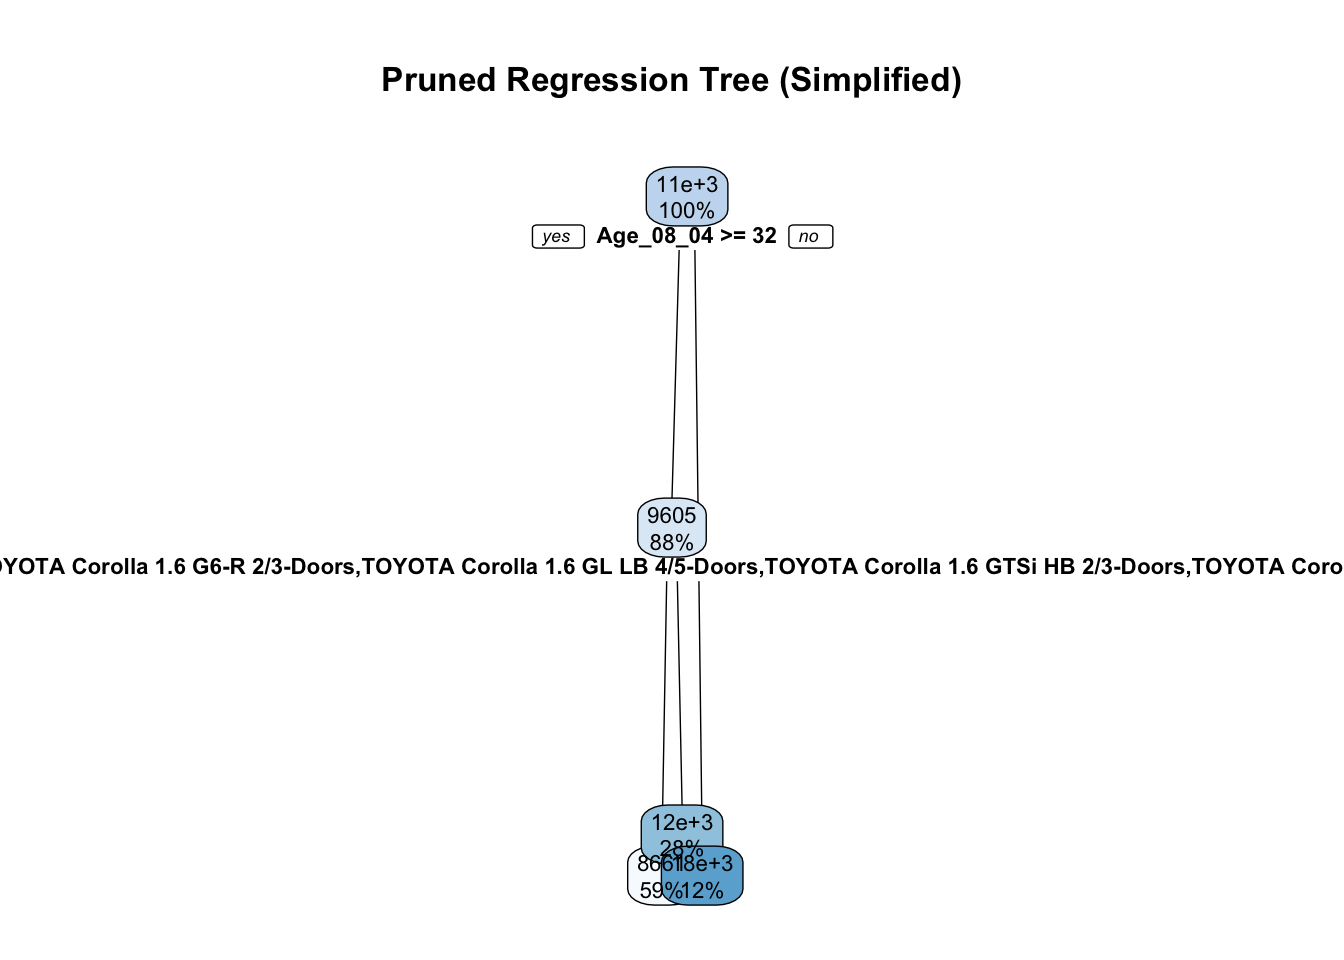 Pruned Regression Tree (Simplified)
11e+3
100%
yes Age_08_04 >= 32 no
9605
88%
OYOTA Corolla 1.6 G6-R 2/3-Doors,TOYOTA Corolla 1.6 GL LB 4/5-Doors,TOYOTA Corolla 1.6 GTSi HB 2/3-Doors,TOYOTA Coro
12e+3
28%
8661 18e+3
59% 12%